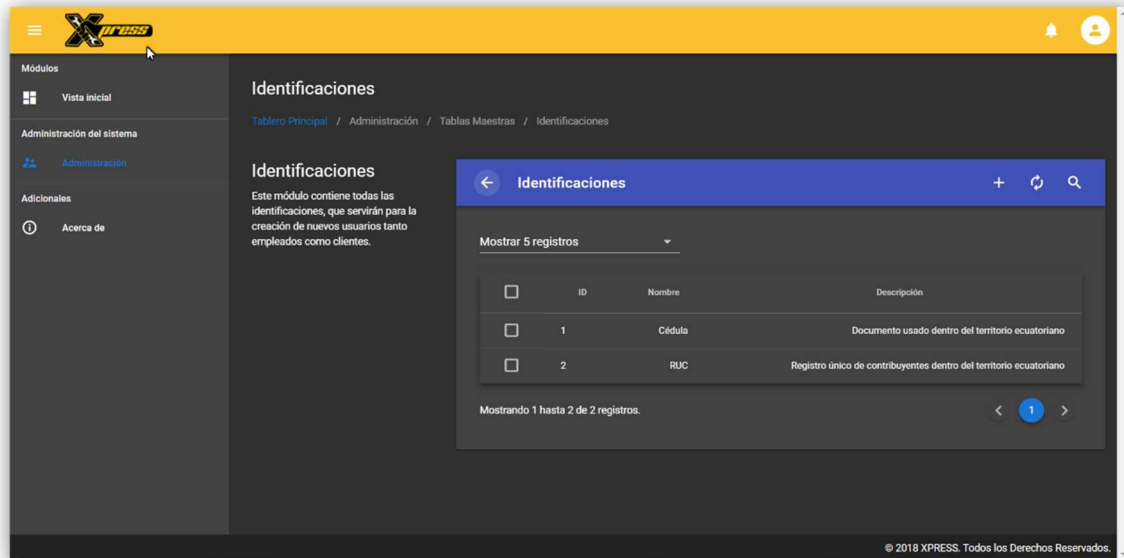 Xpress
Módulos
Vista inicial
Administración del sistema
Administración
Adicionales
Acerca de
Identificaciones
Tablero Principal / Administración / Tablas Maestras / Identificaciones
Identificaciones
Este módulo contiene todas las
identificaciones, que servirán para la
creación de nuevos usuarios tanto
empleados como clientes.
Identificaciones
Mostrar 5 registros
ID Nombre Descripción
1 Cédula Documento usado dentro del territorio ecuatoriano
2 RUC Registro único de contribuyentes dentro del territorio ecuatoriano
Mostrando 1 hasta 2 de 2 registros.
1
© 2018 XPRESS. Todos los Derechos Reservados.